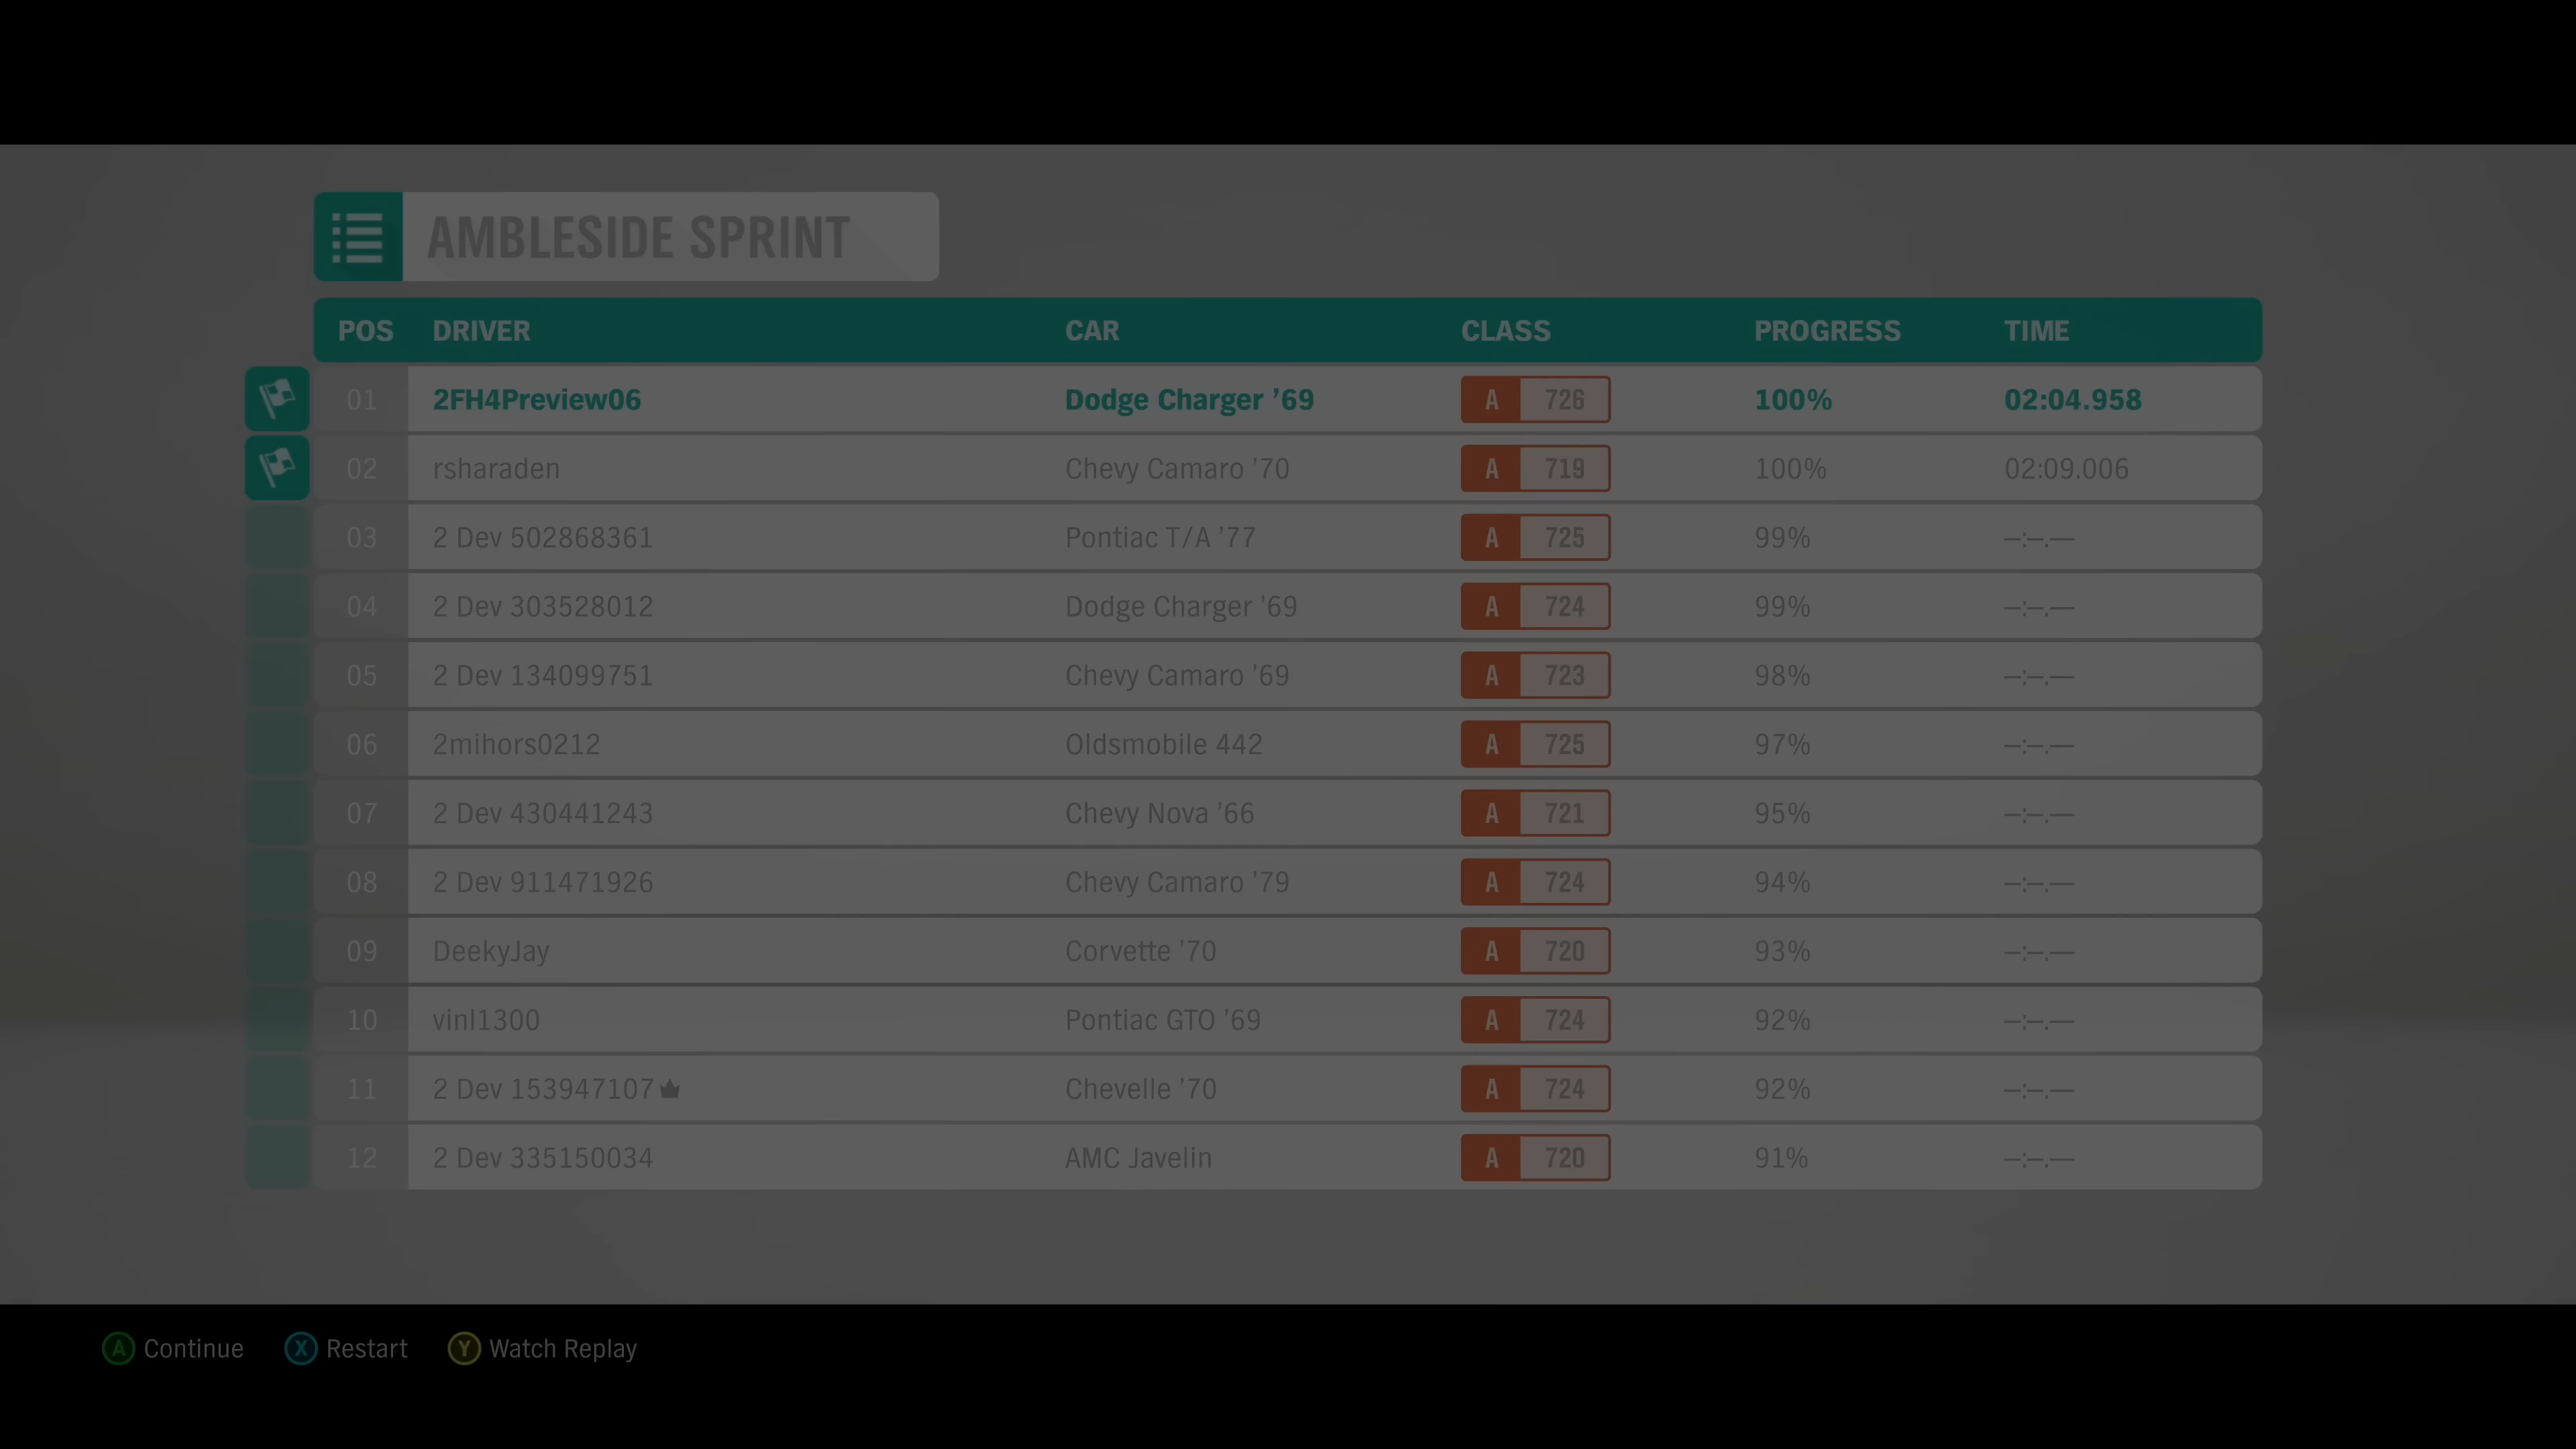 AMBLESIDE SPRINT
POS DRIVER CAR CLASS PROGRESS TIME
01 2FH4Preview06 Dodge Charger ’69 A 726 100% 02:04.958
02 rsharaden Chevy Camaro ’70 A 719 100% 02:09.006
03 2 Dev 502868361 Pontiac T/A ’77 A 725 99% –:–.—
04 2 Dev 303528012 Dodge Charger ’69 A 724 99% –:–.—
05 2 Dev 134099751 Chevy Camaro ’69 A 723 98% –:–.—
06 2mihors0212 Oldsmobile 442 A 725 97% –:–.—
07 2 Dev 430441243 Chevy Nova ’66 A 721 95% –:–.—
08 2 Dev 911471926 Chevy Camaro ’79 A 724 94% –:–.—
09 DeekyJay Corvette ’70 A 720 93% –:–.—
10 vinl1300 Pontiac GTO ’69 A 724 92% –:–.—
11 2 Dev 153947107 Chevelle ’70 A 724 92% –:–.—
12 2 Dev 335150034 AMC Javelin A 720 91% –:–.—
A Continue X Restart Y Watch Replay